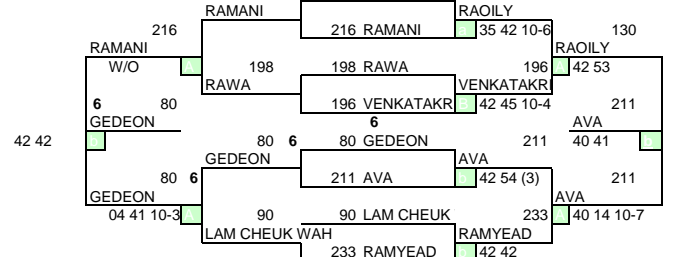 RAMANI RAOILY
216 216 RAMANI a 35 42 10-6 130
RAMANI RAOILY
W/O A 198 198 RAWA 196 A 42 53
RAWA VENKATAKRI
6 80 196 VENKATAKR B 42 45 10-4 211
GEDEON 6 AVA
42 42 80 6 80 GEDEON 211 40 41 b
GEDEON AVA
80 6 211 AVA b 42 54 (3) 211
GEDEON AVA
04 41 10-3 A 90 90 LAM CHEUK 233 A 40 14 10-7
LAM CHEUK WAH RAMYEAD
233 RAMYEAD b 42 42